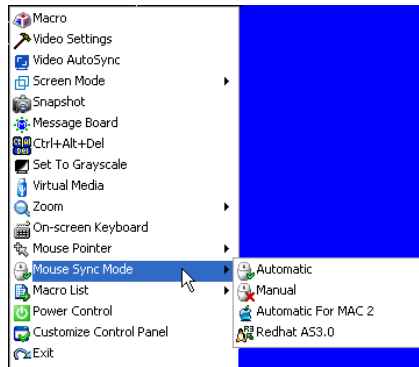 Macro
Video Settings
Video AutoSync
Screen Mode
Snapshot
Message Board
Ctrl+Alt+Del
Set To Grayscale
Virtual Media
Zoom
On-screen Keyboard
Mouse Pointer
Mouse Sync Mode
Automatic
Macro List
Manual
Power Control
Automatic For MAC 2
Customize Control Panel
Redhat AS3.0
Exit